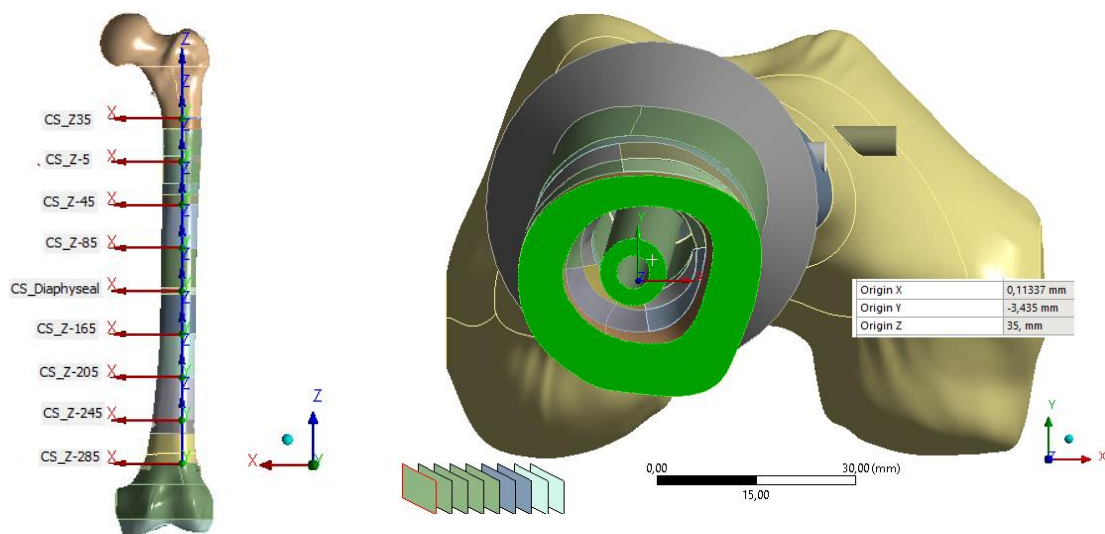 Z
Z
X
CS_Z35
X
CS_Z-5
X
CS_Z-45
X
CS_Z-85
X
CS_Diaphyseal
X
CS_Z-165
X
CS_Z-205
X
CS_Z-245
X
CS_Z-285
Z
X
Y
Y
Z
Origin X 0,11337 mm
Origin Y -3,435 mm
Origin Z 35, mm
Y
Z
X
0,00 30,00 (mm)
15,00